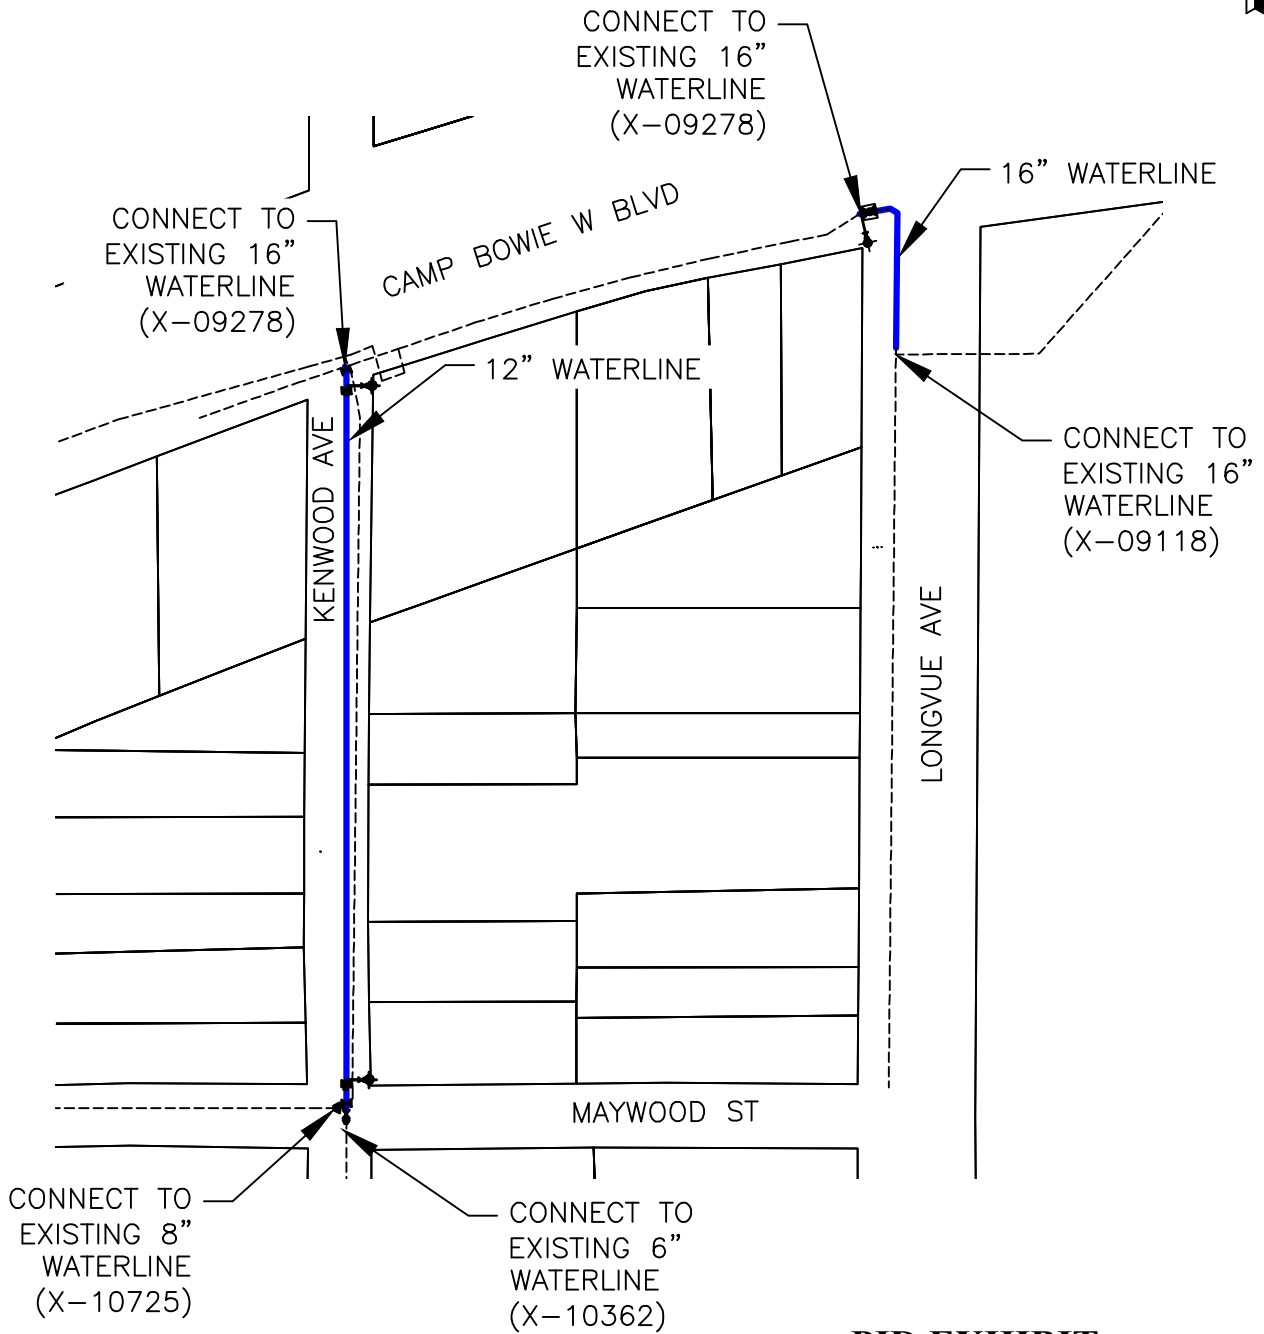 CONNECT TO
EXISTING 16”
WATERLINE
(X–09278)
16” WATERLINE
CAMP BOWIE W BLVD
CONNECT TO
EXISTING 16”
WATERLINE
(X–09278)
12” WATERLINE
KENWOOD AVE
CONNECT TO
EXISTING 16”
WATERLINE
(X–09118)
LONGVUE AVE
MAYWOOD ST
CONNECT TO
EXISTING 8”
WATERLINE
(X–10725)
CONNECT TO
EXISTING 6”
WATERLINE
(X–10362)